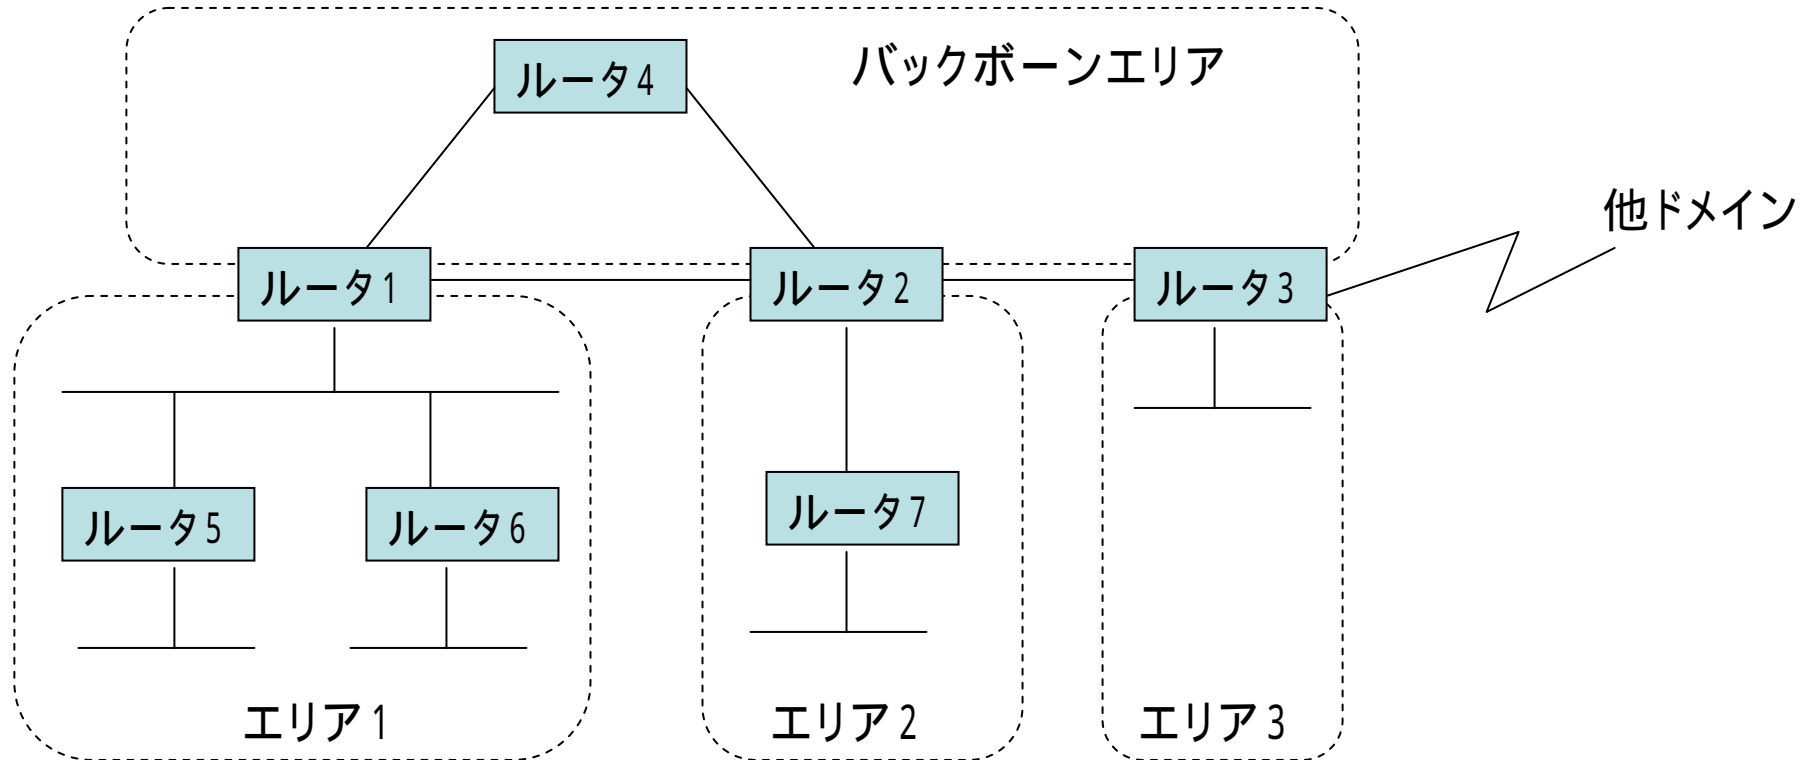 バックボーンエリア
ルータ4
他ドメイン
ルータ1
ルータ2
ルータ3
ルータ5
ルータ6
ルータ7
エリア1
エリア2
エリア3